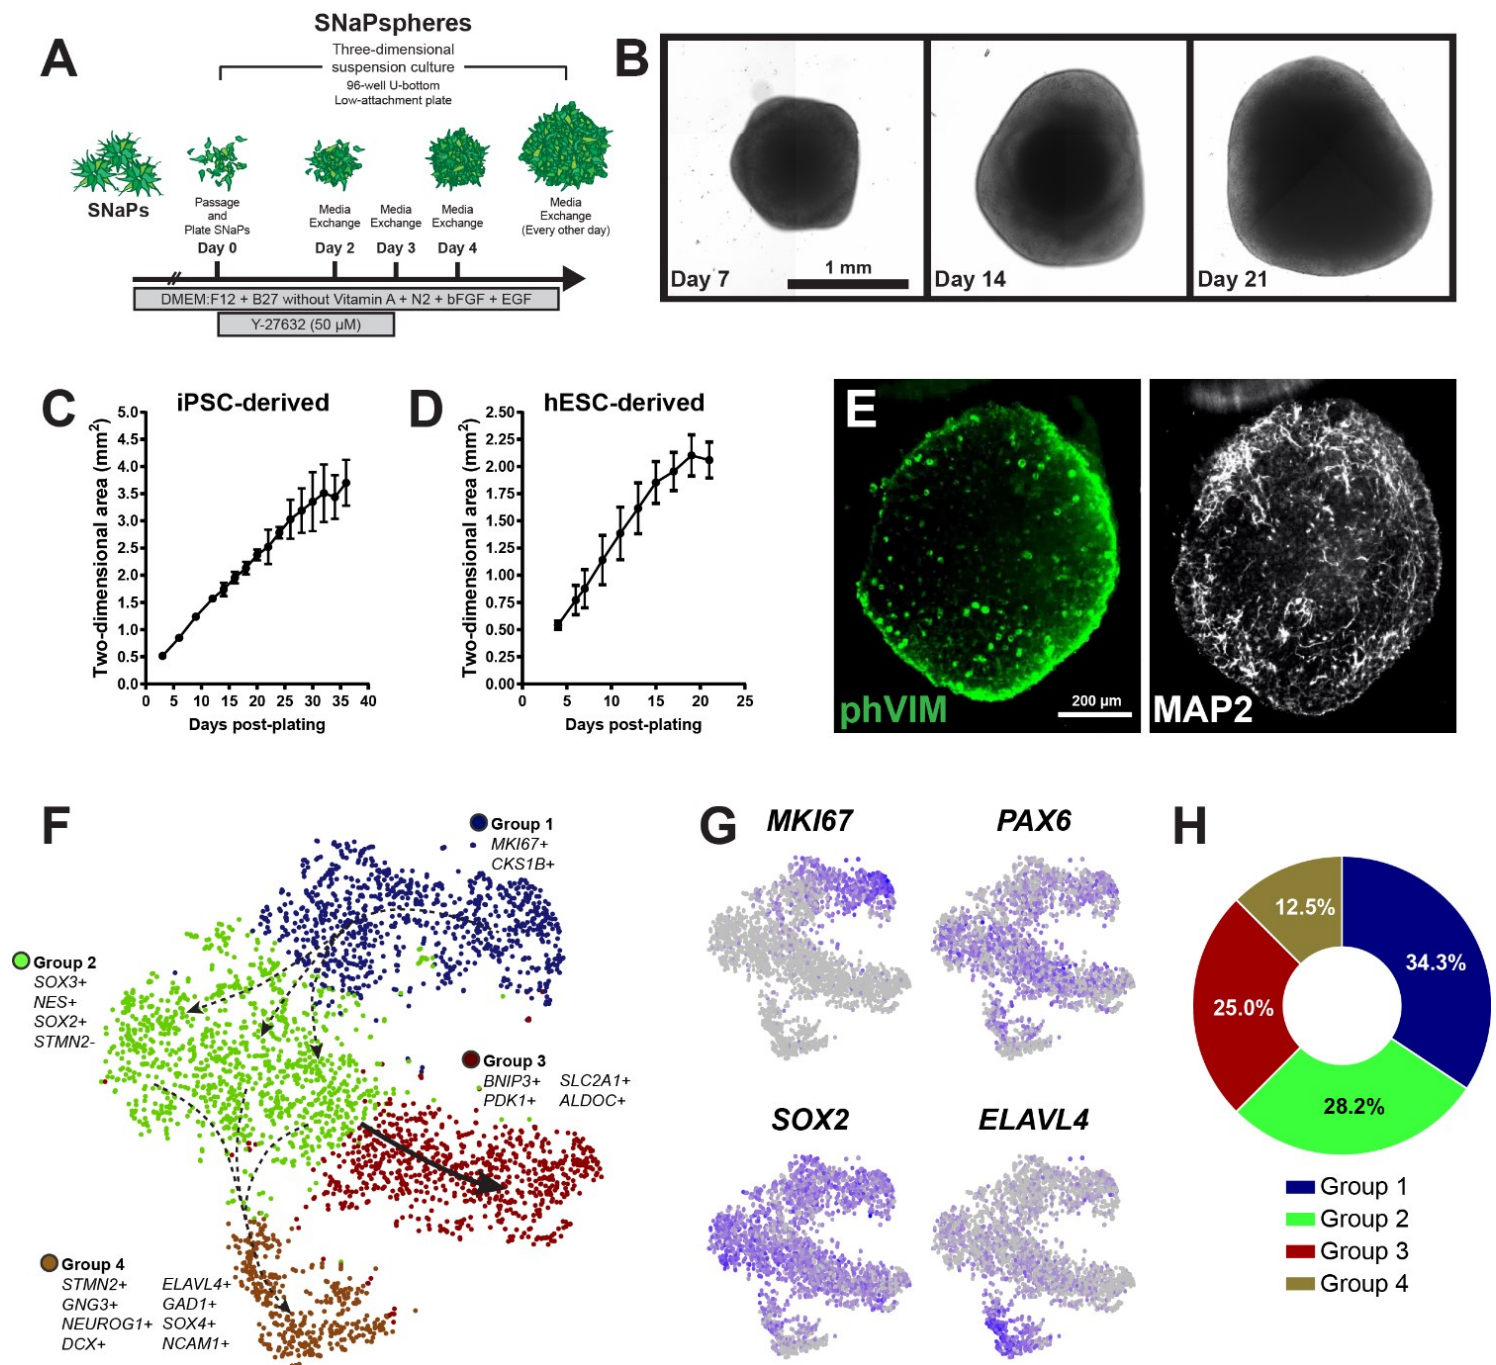 A
SNaPspheres
Three-dimensional
suspension culture
96-well U-bottom
Low-attachment plate
SNaPs
Passage
and
Plate SNaPs
Media
Exchange
Media
Exchange
Media
Exchange
Media
Exchange
(Every other day)
Day 0
Day 2
Day 3
Day 4
DMEM:F12 + B27 without Vitamin A + N2 + bFGF + EGF
Y-27632 (50 µM)
B
Day 7
1 mm
Day 14
Day 21
C
iPSC-derived
Two-dimensional area (mm²)
5.0
4.5
4.0
3.5
3.0
2.5
2.0
1.5
1.0
0.5
0.0
0 5 10 15 20 25 30 35 40
Days post-plating
D
hESC-derived
Two-dimensional area (mm²)
2.50
2.25
2.00
1.75
1.50
1.25
1.00
0.75
0.50
0.25
0.00
0 5 10 15 20 25
Days post-plating
E
phVIM
200 µm
MAP2
F
Group 1
MKI67+
CKS1B+
Group 2
SOX3+
NES+
SOX2+
STMN2-
Group 3
BNIP3+ SLC2A1+
PDK1+ ALDOC+
Group 4
STMN2+ ELAVL4+
GNG3+ GAD1+
NEUROG1+ SOX4+
DCX+ NCAM1+
G
MKI67
PAX6
SOX2
ELAVL4
H
12.5%
34.3%
25.0%
28.2%
Group 1
Group 2
Group 3
Group 4